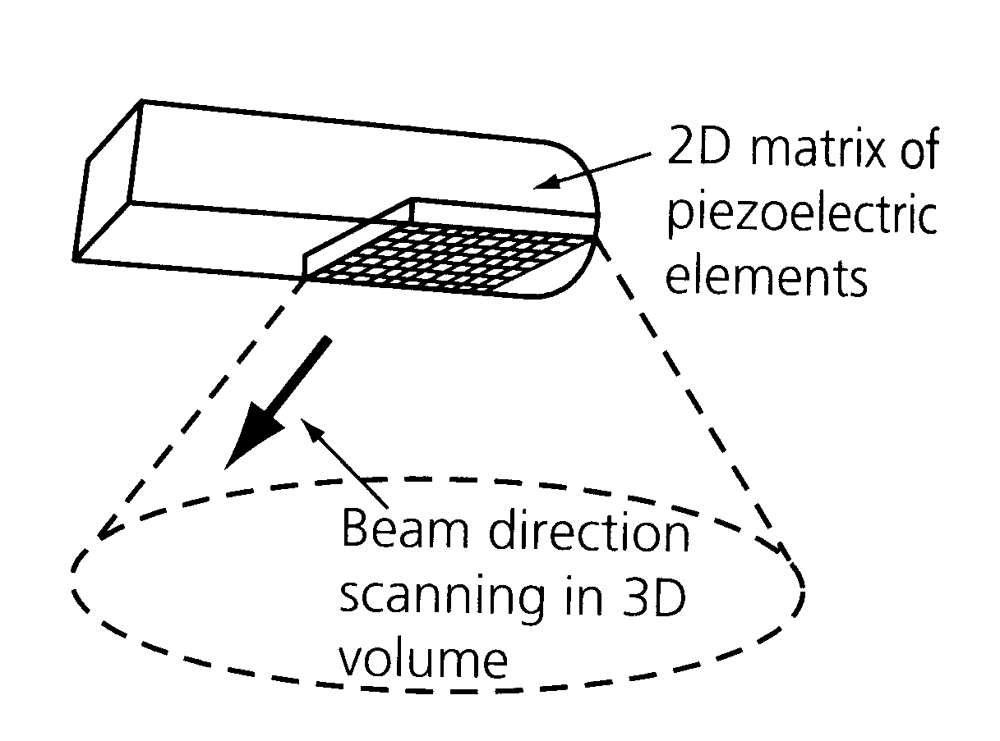 2D matrix of
piezoelectric
elements
Beam direction
scanning in 3D
volume